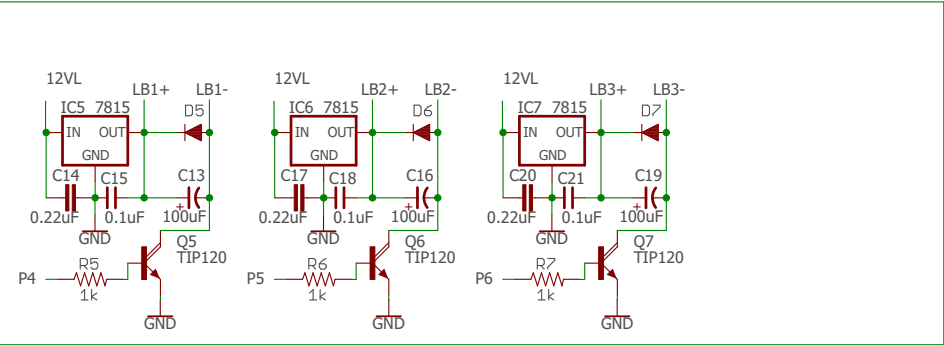 12VL LB1+ LB1- 12VL LB2+ LB2- 12VL LB3+ LB3-
IC5 7815 D5 IC6 7815 D6 IC7 7815 D7
IN OUT IN OUT IN OUT
GND GND GND
C14 C15 C13 C17 C18 C16 C20 C21 C19
+ + +
0.22uF 0.1uF 100uF 0.22uF 0.1uF 100uF 0.22uF 0.1uF 100uF
GND Q5 GND Q6 GND Q7
TIP120 TIP120 TIP120
P4 R5 P5 R6 P6 R7
1k 1k 1k
GND GND GND